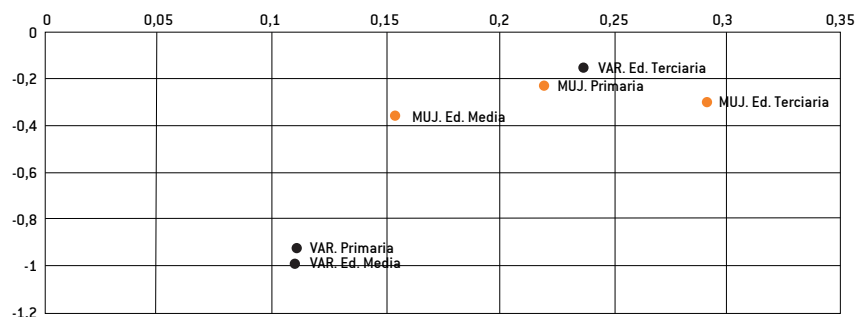 0 0,05 0,1 0,15 0,2 0,25 0,3 0,35
0
VAR. Ed. Terciaria
-0,2
MUJ. Primaria
MUJ. Ed. Terciaria
MUJ. Ed. Media
-0,4
-0,6
-0,8
VAR. Primaria
VAR. Ed. Media
-1
-1,2